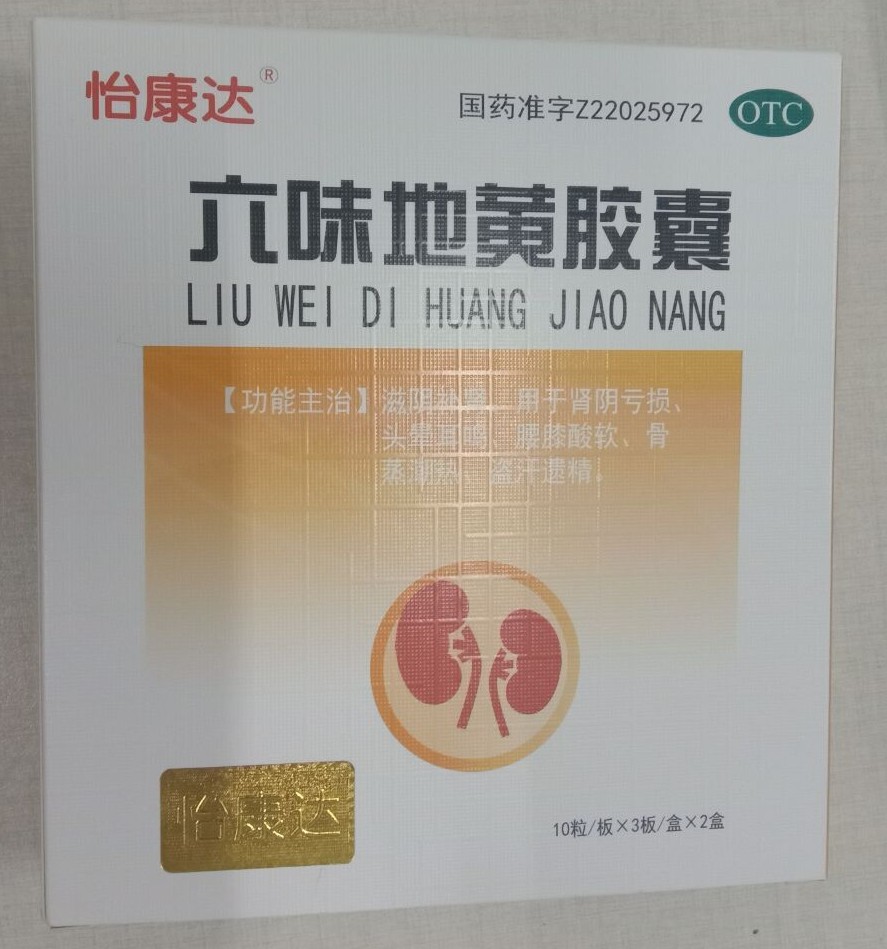 怡康达®
国药准字Z22025972 OTC
六味地黄胶囊
LIU WEI DI HUANG JIAO NANG
【功能主治】滋阴补肾。用于肾阴亏损、
头晕耳鸣、腰膝酸软、骨
蒸潮热、盗汗遗精。
怡康达
10粒/板×3板/盒×2盒